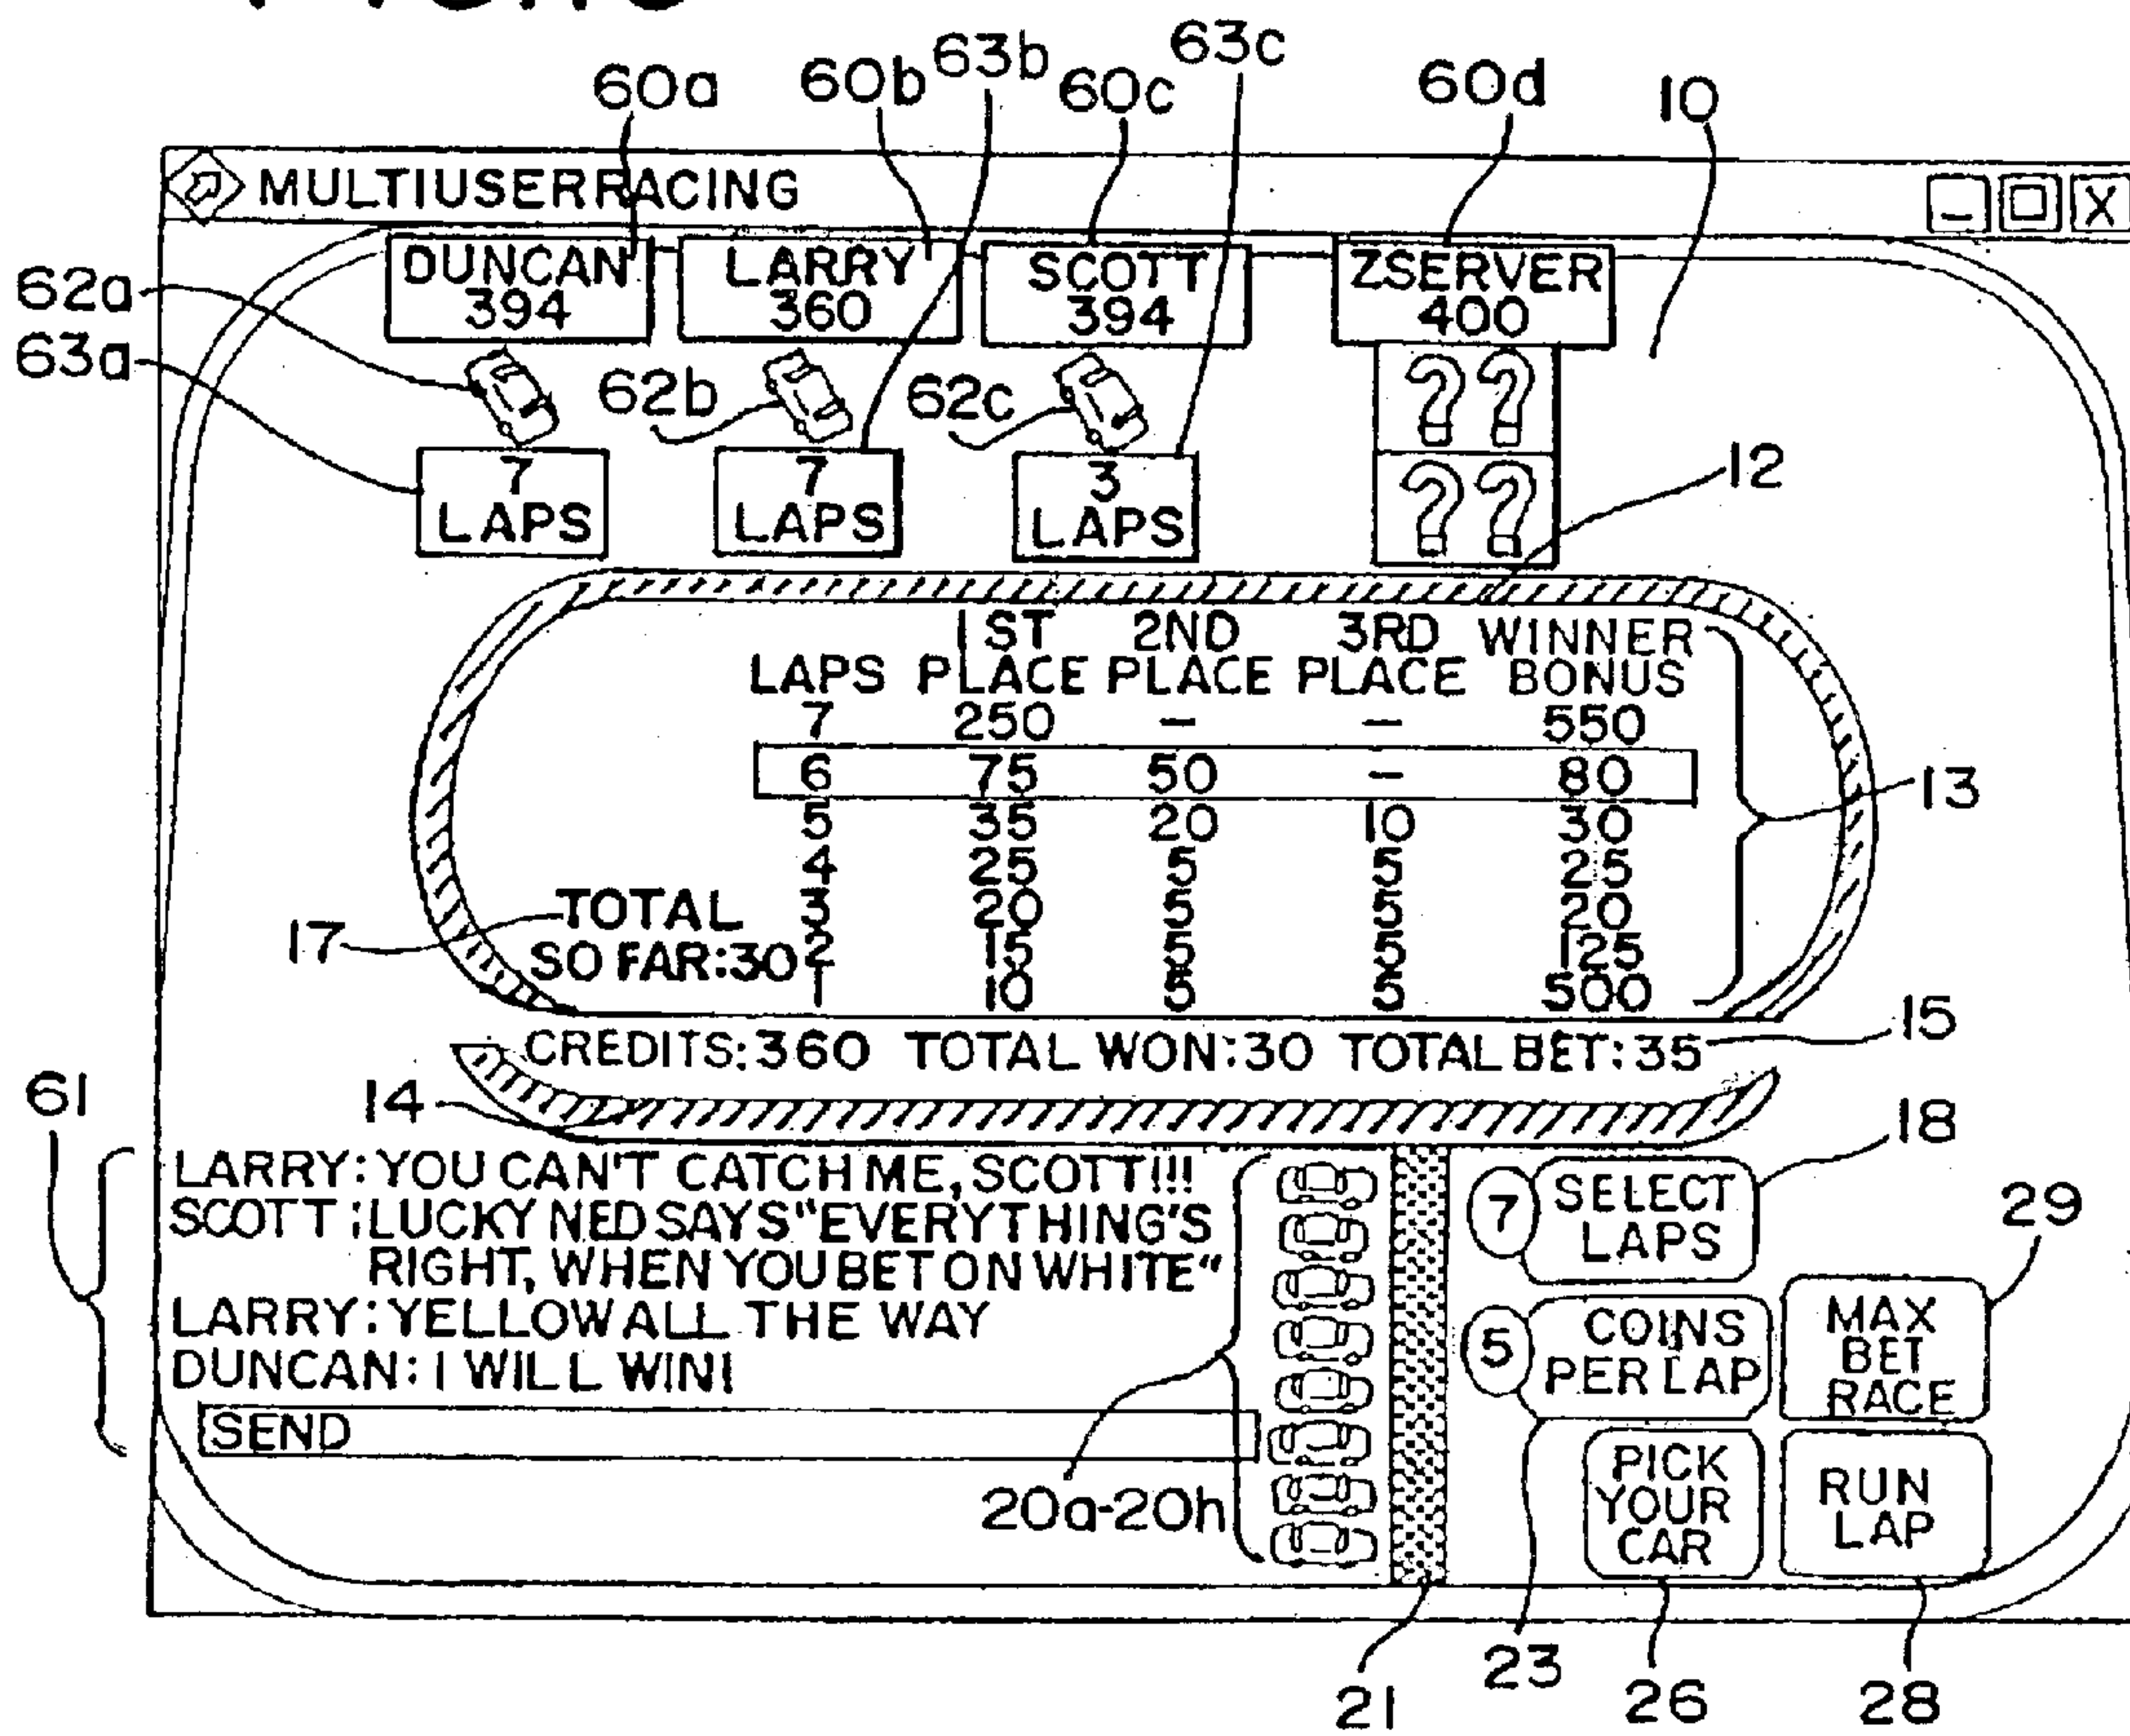 63b 63c
60a 60b 60c 60d 10
MULTIUSERRACING
X
DUNCAN LARRY SCOTT ZSERVER
394 360 394 400
62a
63a
62b 62c
? ?
7 LAPS
7 LAPS
3 LAPS
? ?
12
1ST 2ND 3RD WINNER
LAPS PLACE PLACE PLACE BONUS
7 250 - - 550
6 75 50 - 80
5 35 20 10 30
4 25 5 5 25
3 20 5 5 20
2 15 5 5 125
1 10 5 5 500
13
TOTAL
SO FAR:30
17
CREDITS:360 TOTAL WON:30 TOTAL BET:35
15
14
61
18
LARRY: YOU CAN'T CATCH ME, SCOTT!!!
SCOTT: LUCKY NED SAYS "EVERYTHING'S
RIGHT, WHEN YOU BET ON WHITE"
LARRY: YELLOW ALL THE WAY
DUNCAN: I WILL WIN!
SEND
20a-20h
7 SELECT
LAPS
29
5 COINS
PER LAP
MAX
BET
RACE
PICK
YOUR
CAR
RUN
LAP
21 23 26 28